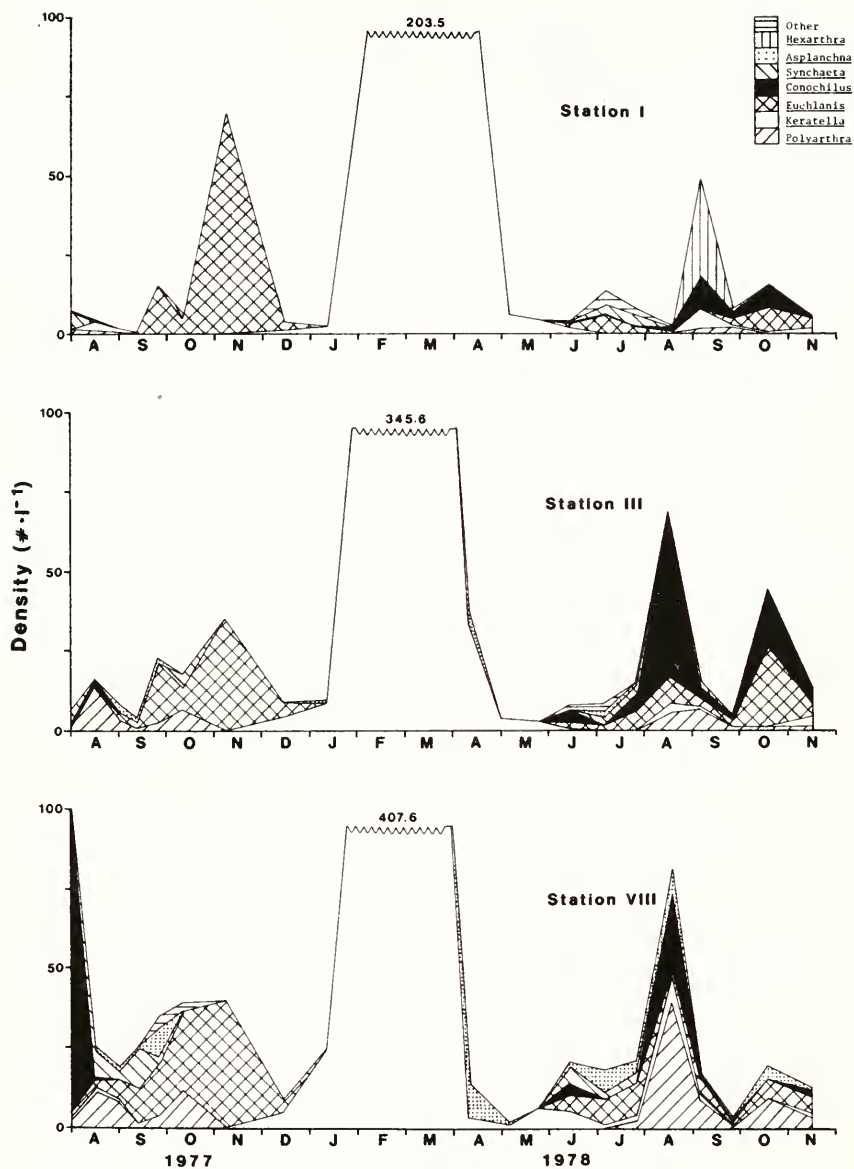 100
203.5
Other
Hexarthra
Asplanchna
Synchaeta
Conochilus
Euchlanis
Keratella
Polyarthra
Station I
50
0
A S O N D J F M A M J J A S O N
100
345.6
Station III
Density (#·l⁻¹)
50
0
A S O N D J F M A M J J A S O N
100
407.6
Station VIII
50
0
A S O N D J F M A M J J A S O N
1977 1978